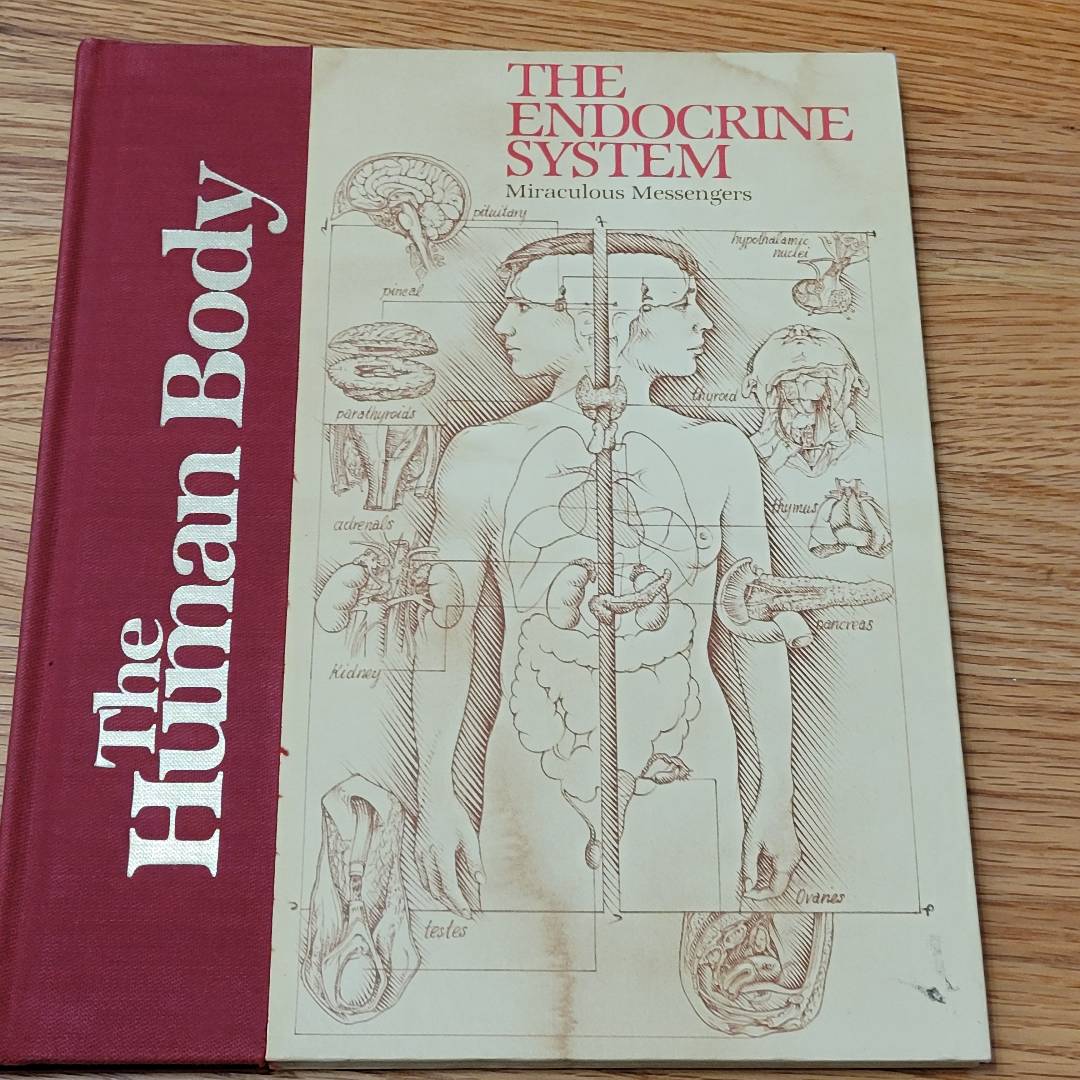 The
Human Body
THE
ENDOCRINE
SYSTEM
Miraculous Messengers
pituitary
hypothalamic
nuclei
pineal
thyroid
parathyroids
thymus
adrenals
pancreas
Kidney
Ovaries
testes